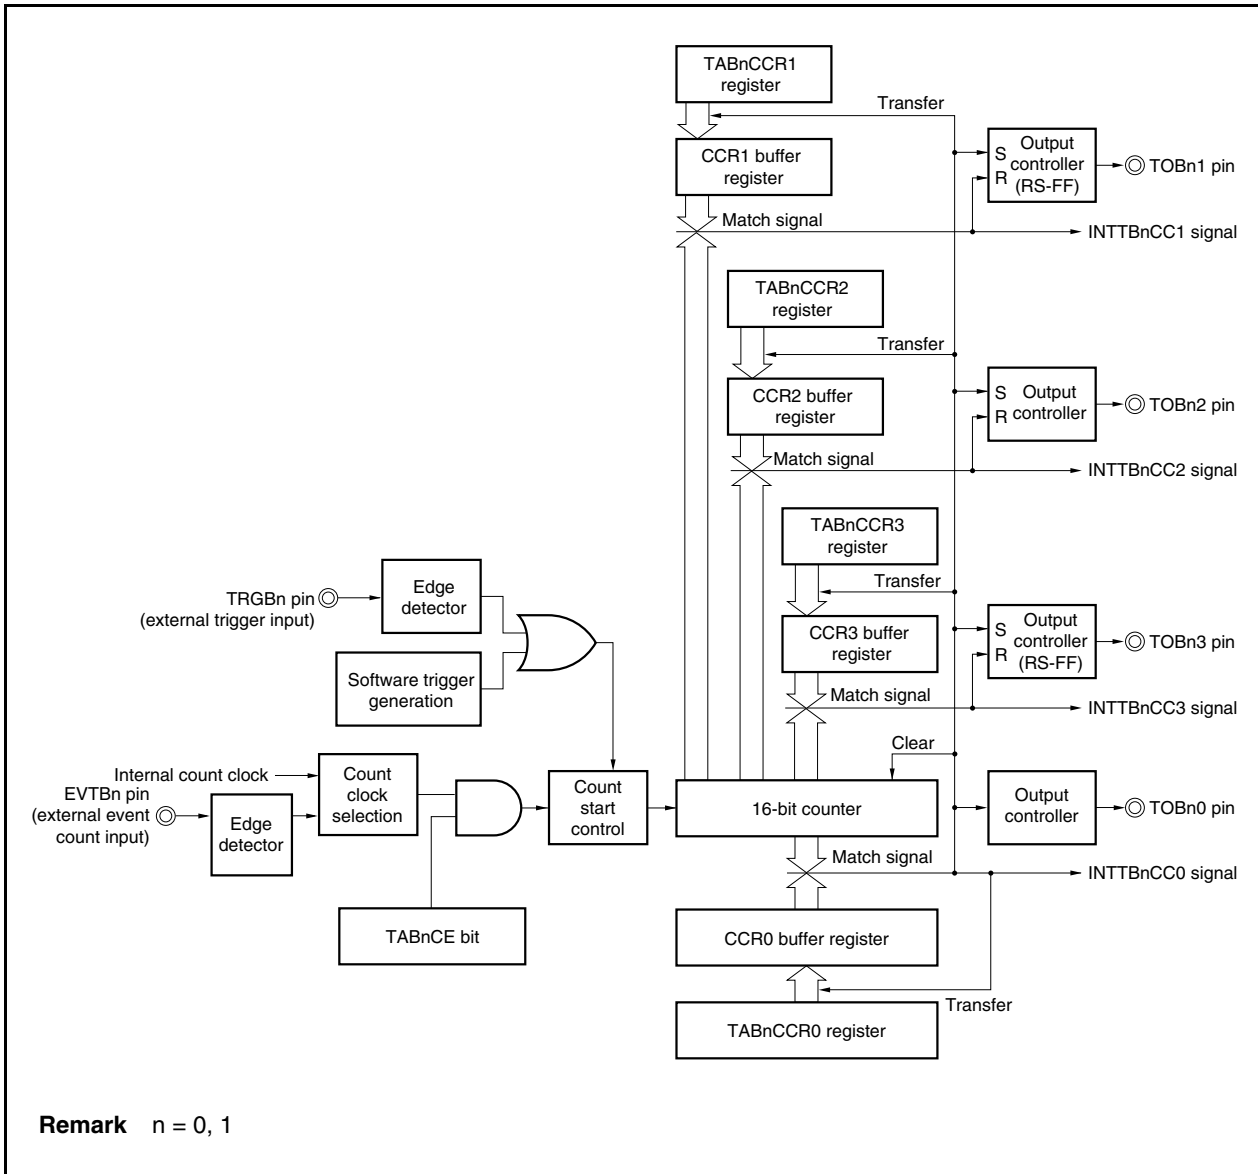 TABnCCR1
register
Transfer
CCR1 buffer
register
S
R
Output
controller
(RS-FF)
TOBn1 pin
Match signal
INTTBnCC1 signal
TABnCCR2
register
Transfer
CCR2 buffer
register
S
R
Output
controller
TOBn2 pin
Match signal
INTTBnCC2 signal
TABnCCR3
register
Transfer
CCR3 buffer
register
S
R
Output
controller
(RS-FF)
TOBn3 pin
Match signal
INTTBnCC3 signal
TRGBn pin
(external trigger input)
Edge
detector
Software trigger
generation
Internal count clock
EVTBn pin
(external event
count input)
Edge
detector
Count
clock
selection
Count
start
control
Clear
16-bit counter
Output
controller
TOBn0 pin
Match signal
INTTBnCC0 signal
TABnCE bit
CCR0 buffer register
Transfer
TABnCCR0 register
Remark n = 0, 1